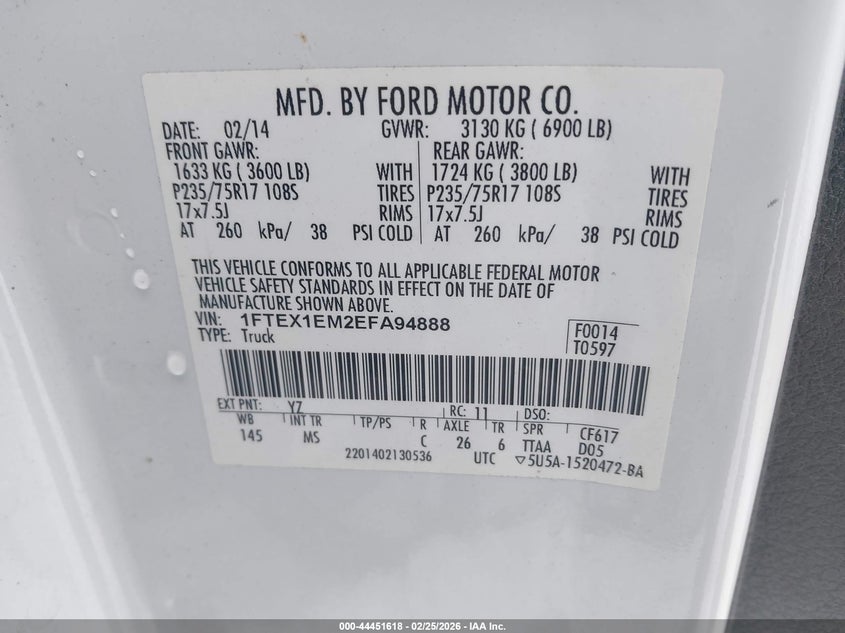 MFD. BY FORD MOTOR CO.
DATE: 02/14 GVWR: 3130 KG ( 6900 LB)
FRONT GAWR: REAR GAWR:
1633 KG ( 3600 LB) WITH 1724 KG ( 3800 LB) WITH
P235/75R17 108S TIRES P235/75R17 108S TIRES
17x7.5J RIMS 17x7.5J RIMS
AT 260 kPa/ 38 PSI COLD AT 260 kPa/ 38 PSI COLD
THIS VEHICLE CONFORMS TO ALL APPLICABLE FEDERAL MOTOR
VEHICLE SAFETY STANDARDS IN EFFECT ON THE DATE OF
MANUFACTURE SHOWN ABOVE.
VIN: 1FTEX1EM2EFA94888 F0014
TYPE: Truck T0597
EXT PNT: YZ RC: 11 DSO:
WB INT TR TP/PS R AXLE TR SPR CF617
145 MS C 26 6 TTAA D05
2201402130536 UTC ▽5U5A-1520472-BA
000-44451618 - 02/25/2026 - IAA Inc.